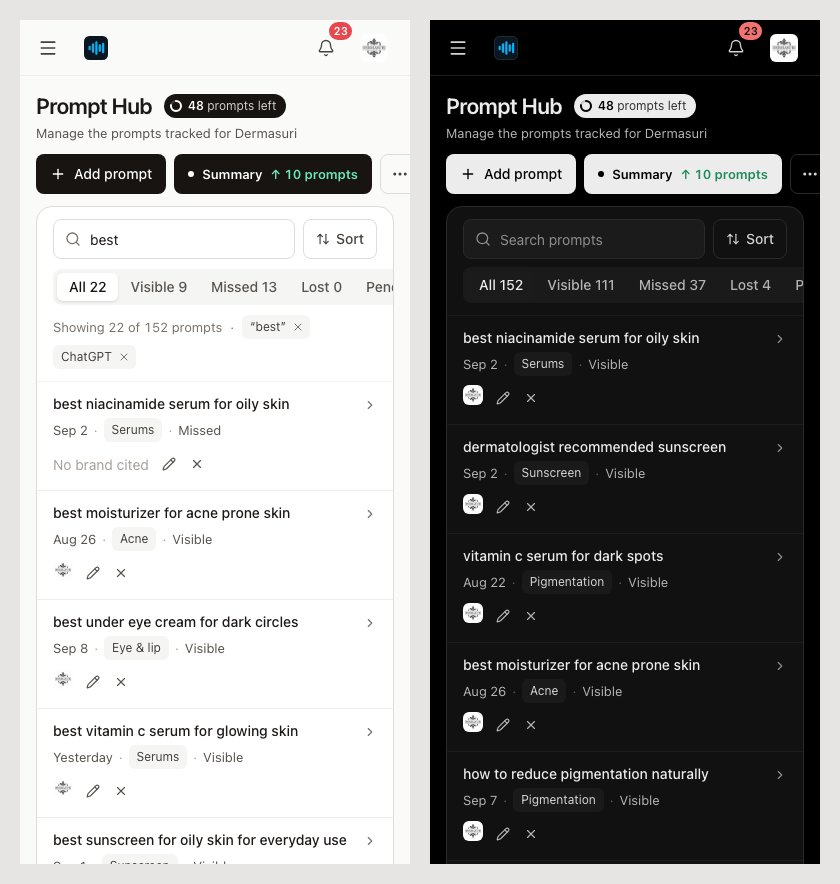 23
Prompt Hub 48 prompts left
Manage the prompts tracked for Dermasuri
Add prompt Summary ↑ 10 prompts
best Sort
All 22 Visible 9 Missed 13 Lost 0
Showing 22 of 152 prompts · “best” ×
ChatGPT ×
best niacinamide serum for oily skin
Sep 2 · Serums · Missed
No brand cited
best moisturizer for acne prone skin
Aug 26 · Acne · Visible
best under eye cream for dark circles
Sep 8 · Eye & lip · Visible
best vitamin c serum for glowing skin
Yesterday · Serums · Visible
best sunscreen for oily skin for everyday use
23
Prompt Hub 48 prompts left
Manage the prompts tracked for Dermasuri
Add prompt Summary ↑ 10 prompts
Search prompts Sort
All 152 Visible 111 Missed 37 Lost 4
best niacinamide serum for oily skin
Sep 2 · Serums · Visible
dermatologist recommended sunscreen
Sep 2 · Sunscreen · Visible
vitamin c serum for dark spots
Aug 22 · Pigmentation · Visible
best moisturizer for acne prone skin
Aug 26 · Acne · Visible
how to reduce pigmentation naturally
Sep 7 · Pigmentation · Visible